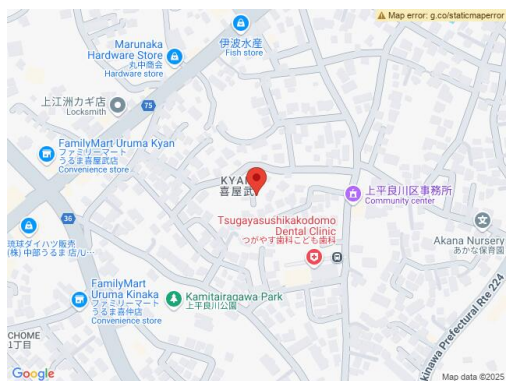 Map error: g.co/staticmaperror
Marunaka
Hardware Store
丸中商会
Hardware store
伊波水産
Fish store
上江洲カギ店
Locksmith
75
FamilyMart Uruma Kyan
ファミリーマート
うるま喜屋武店
Convenience store
KYAN
喜屋武
上平良川区事務所
Community center
36
Tsugayasushikakodomo
Dental Clinic
つがやす歯科こども歯科
Akana Nursery
あかな保育園
琉球ダイハツ販売
(株) 中部うるま店/U...
FamilyMart
Uruma Kinaka
ファミリーマート
うるま喜仲店
Convenience store
Kamitairagawa Park
上平良川公園
CHOME
1丁目
kinawa Prefectural Rte 224
Google
Map data ©2025